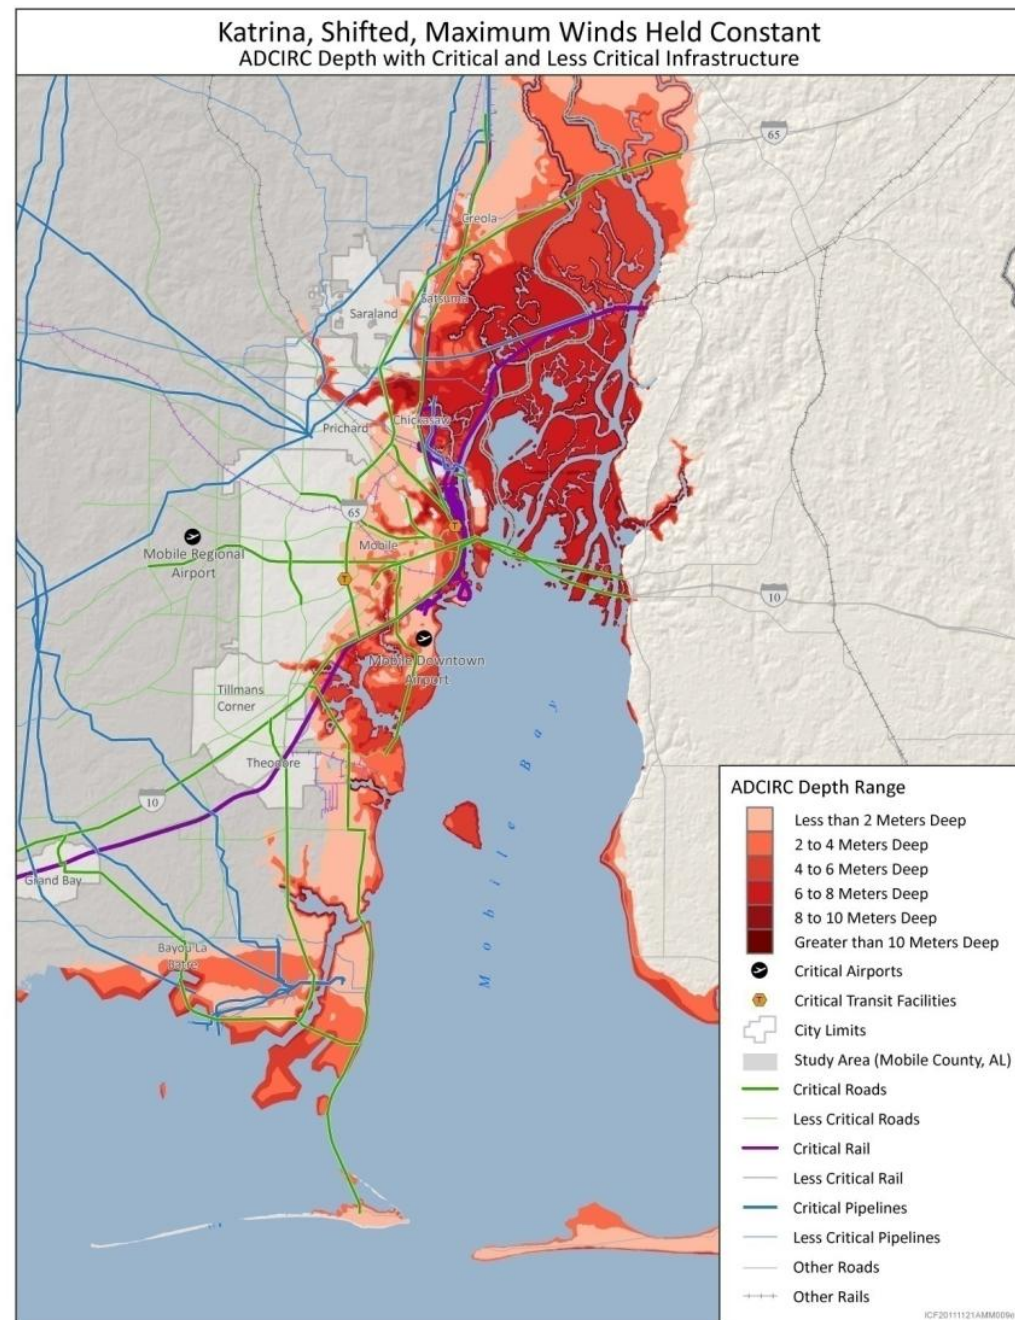 Katrina, Shifted, Maximum Winds Held Constant
ADCIRC Depth with Critical and Less Critical Infrastructure
65
Creola
Satsuma
Saraland
Chickasaw
Prichard
65
Mobile
Mobile Regional
Airport
10
Mobile Downtown
Airport
Tillmans
Corner
Theodore
10
Grand Bay
Bayou La
Batre
Mobile Bay
ADCIRC Depth Range
Less than 2 Meters Deep
2 to 4 Meters Deep
4 to 6 Meters Deep
6 to 8 Meters Deep
8 to 10 Meters Deep
Greater than 10 Meters Deep
Critical Airports
T Critical Transit Facilities
City Limits
Study Area (Mobile County, AL)
Critical Roads
Less Critical Roads
Critical Rail
Less Critical Rail
Critical Pipelines
Less Critical Pipelines
Other Roads
Other Rails